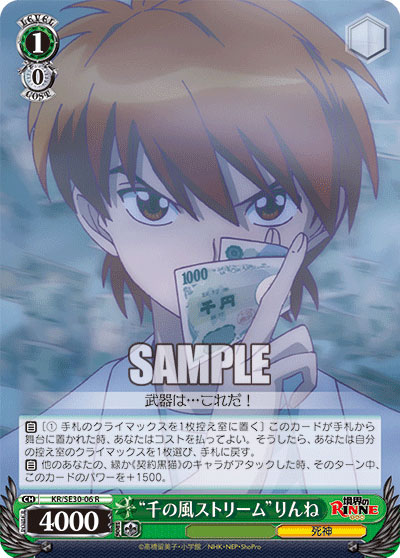 LEVEL
1
0
COST
1000
千円
SAMPLE
武器は…これだ！
自 [① 手札のクライマックスを1枚控え室に置く] このカードが手札から
舞台に置かれた時、あなたはコストを払ってよい。そうしたら、あなたは自分
の控え室のクライマックスを1枚選び、手札に戻す。
自 他のあなたの、緑か《契約黒猫》のキャラがアタックした時、そのターン中、
このカードのパワーを＋1500。
CH KR/SE30-06 R
POWER
4000
“千の風ストリーム”りんね
境界の
RINNE
死神
©高橋留美子・小学館／NHK・NEP・ShoPro